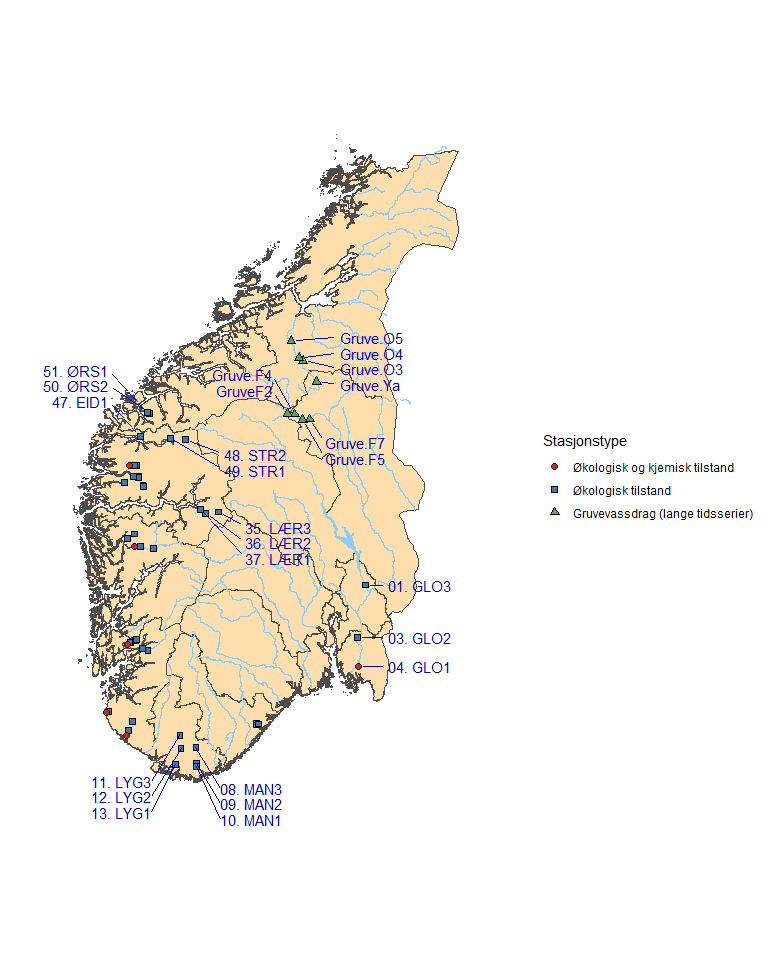 Gruve.O5
Gruve.O4
Gruve.O3
Gruve.Ya
Gruve.F4
GruveF2
51. ØRS1
50. ØRS2
47. EID1
Gruve.F7
Gruve.F5
48. STR2
49. STR1
35. LÆR3
36. LÆR2
37. LÆR1
01. GLO3
03. GLO2
04. GLO1
11. LYG3
12. LYG2
13. LYG1
08. MAN3
09. MAN2
10. MAN1
Stasjonstype
Økologisk og kjemisk tilstand
Økologisk tilstand
Gruvevassdrag (lange tidsserier)